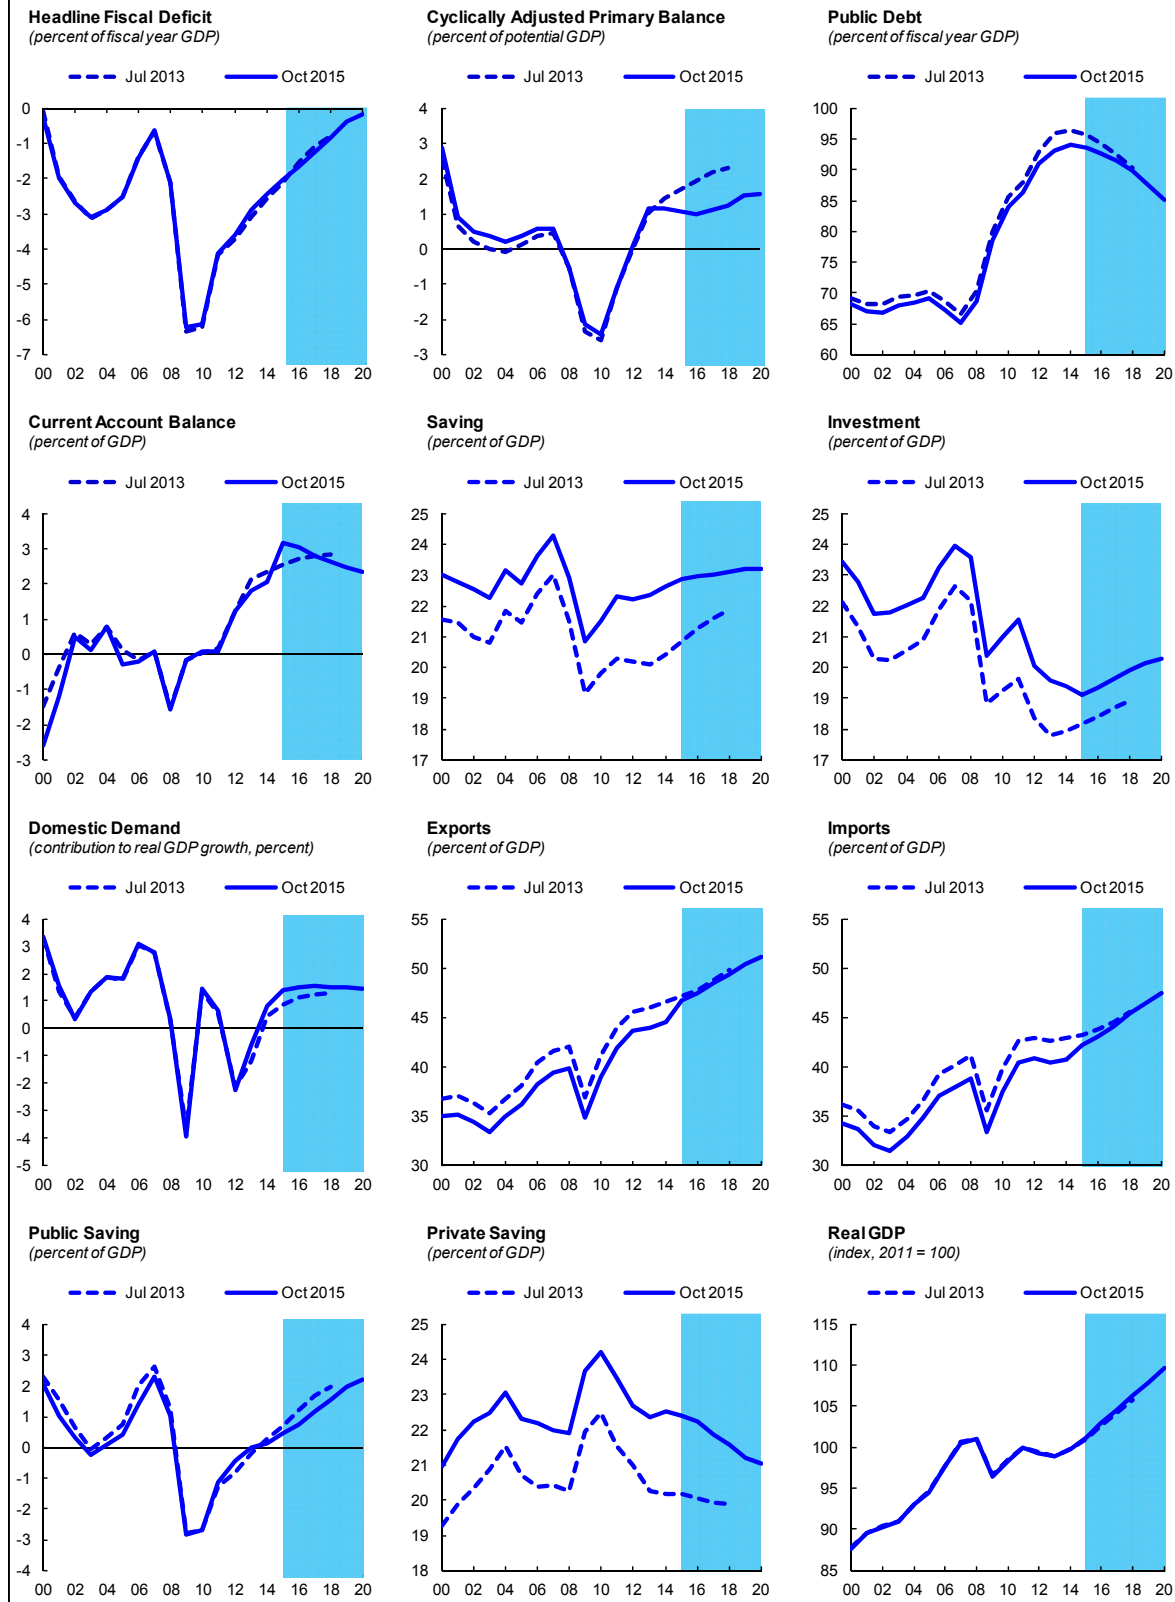 Headline Fiscal Deficit
(percent of fiscal year GDP)
Jul 2013 Oct 2015
0
-1
-2
-3
-4
-5
-6
-7
00 02 04 06 08 10 12 14 16 18 20
Cyclically Adjusted Primary Balance
(percent of potential GDP)
Jul 2013 Oct 2015
4
3
2
1
0
-1
-2
-3
00 02 04 06 08 10 12 14 16 18 20
Public Debt
(percent of fiscal year GDP)
Jul 2013 Oct 2015
100
95
90
85
80
75
70
65
60
00 02 04 06 08 10 12 14 16 18 20
Current Account Balance
(percent of GDP)
Jul 2013 Oct 2015
4
3
2
1
0
-1
-2
-3
00 02 04 06 08 10 12 14 16 18 20
Saving
(percent of GDP)
Jul 2013 Oct 2015
25
24
23
22
21
20
19
18
17
00 02 04 06 08 10 12 14 16 18 20
Investment
(percent of GDP)
Jul 2013 Oct 2015
25
24
23
22
21
20
19
18
17
00 02 04 06 08 10 12 14 16 18 20
Domestic Demand
(contribution to real GDP growth, percent)
Jul 2013 Oct 2015
4
3
2
1
0
-1
-2
-3
-4
-5
00 02 04 06 08 10 12 14 16 18 20
Exports
(percent of GDP)
Jul 2013 Oct 2015
55
50
45
40
35
30
00 02 04 06 08 10 12 14 16 18 20
Imports
(percent of GDP)
Jul 2013 Oct 2015
55
50
45
40
35
30
00 02 04 06 08 10 12 14 16 18 20
Public Saving
(percent of GDP)
Jul 2013 Oct 2015
4
3
2
1
0
-1
-2
-3
-4
00 02 04 06 08 10 12 14 16 18 20
Private Saving
(percent of GDP)
Jul 2013 Oct 2015
25
24
23
22
21
20
19
18
00 02 04 06 08 10 12 14 16 18 20
Real GDP
(index, 2011 = 100)
Jul 2013 Oct 2015
115
110
105
100
95
90
85
00 02 04 06 08 10 12 14 16 18 20